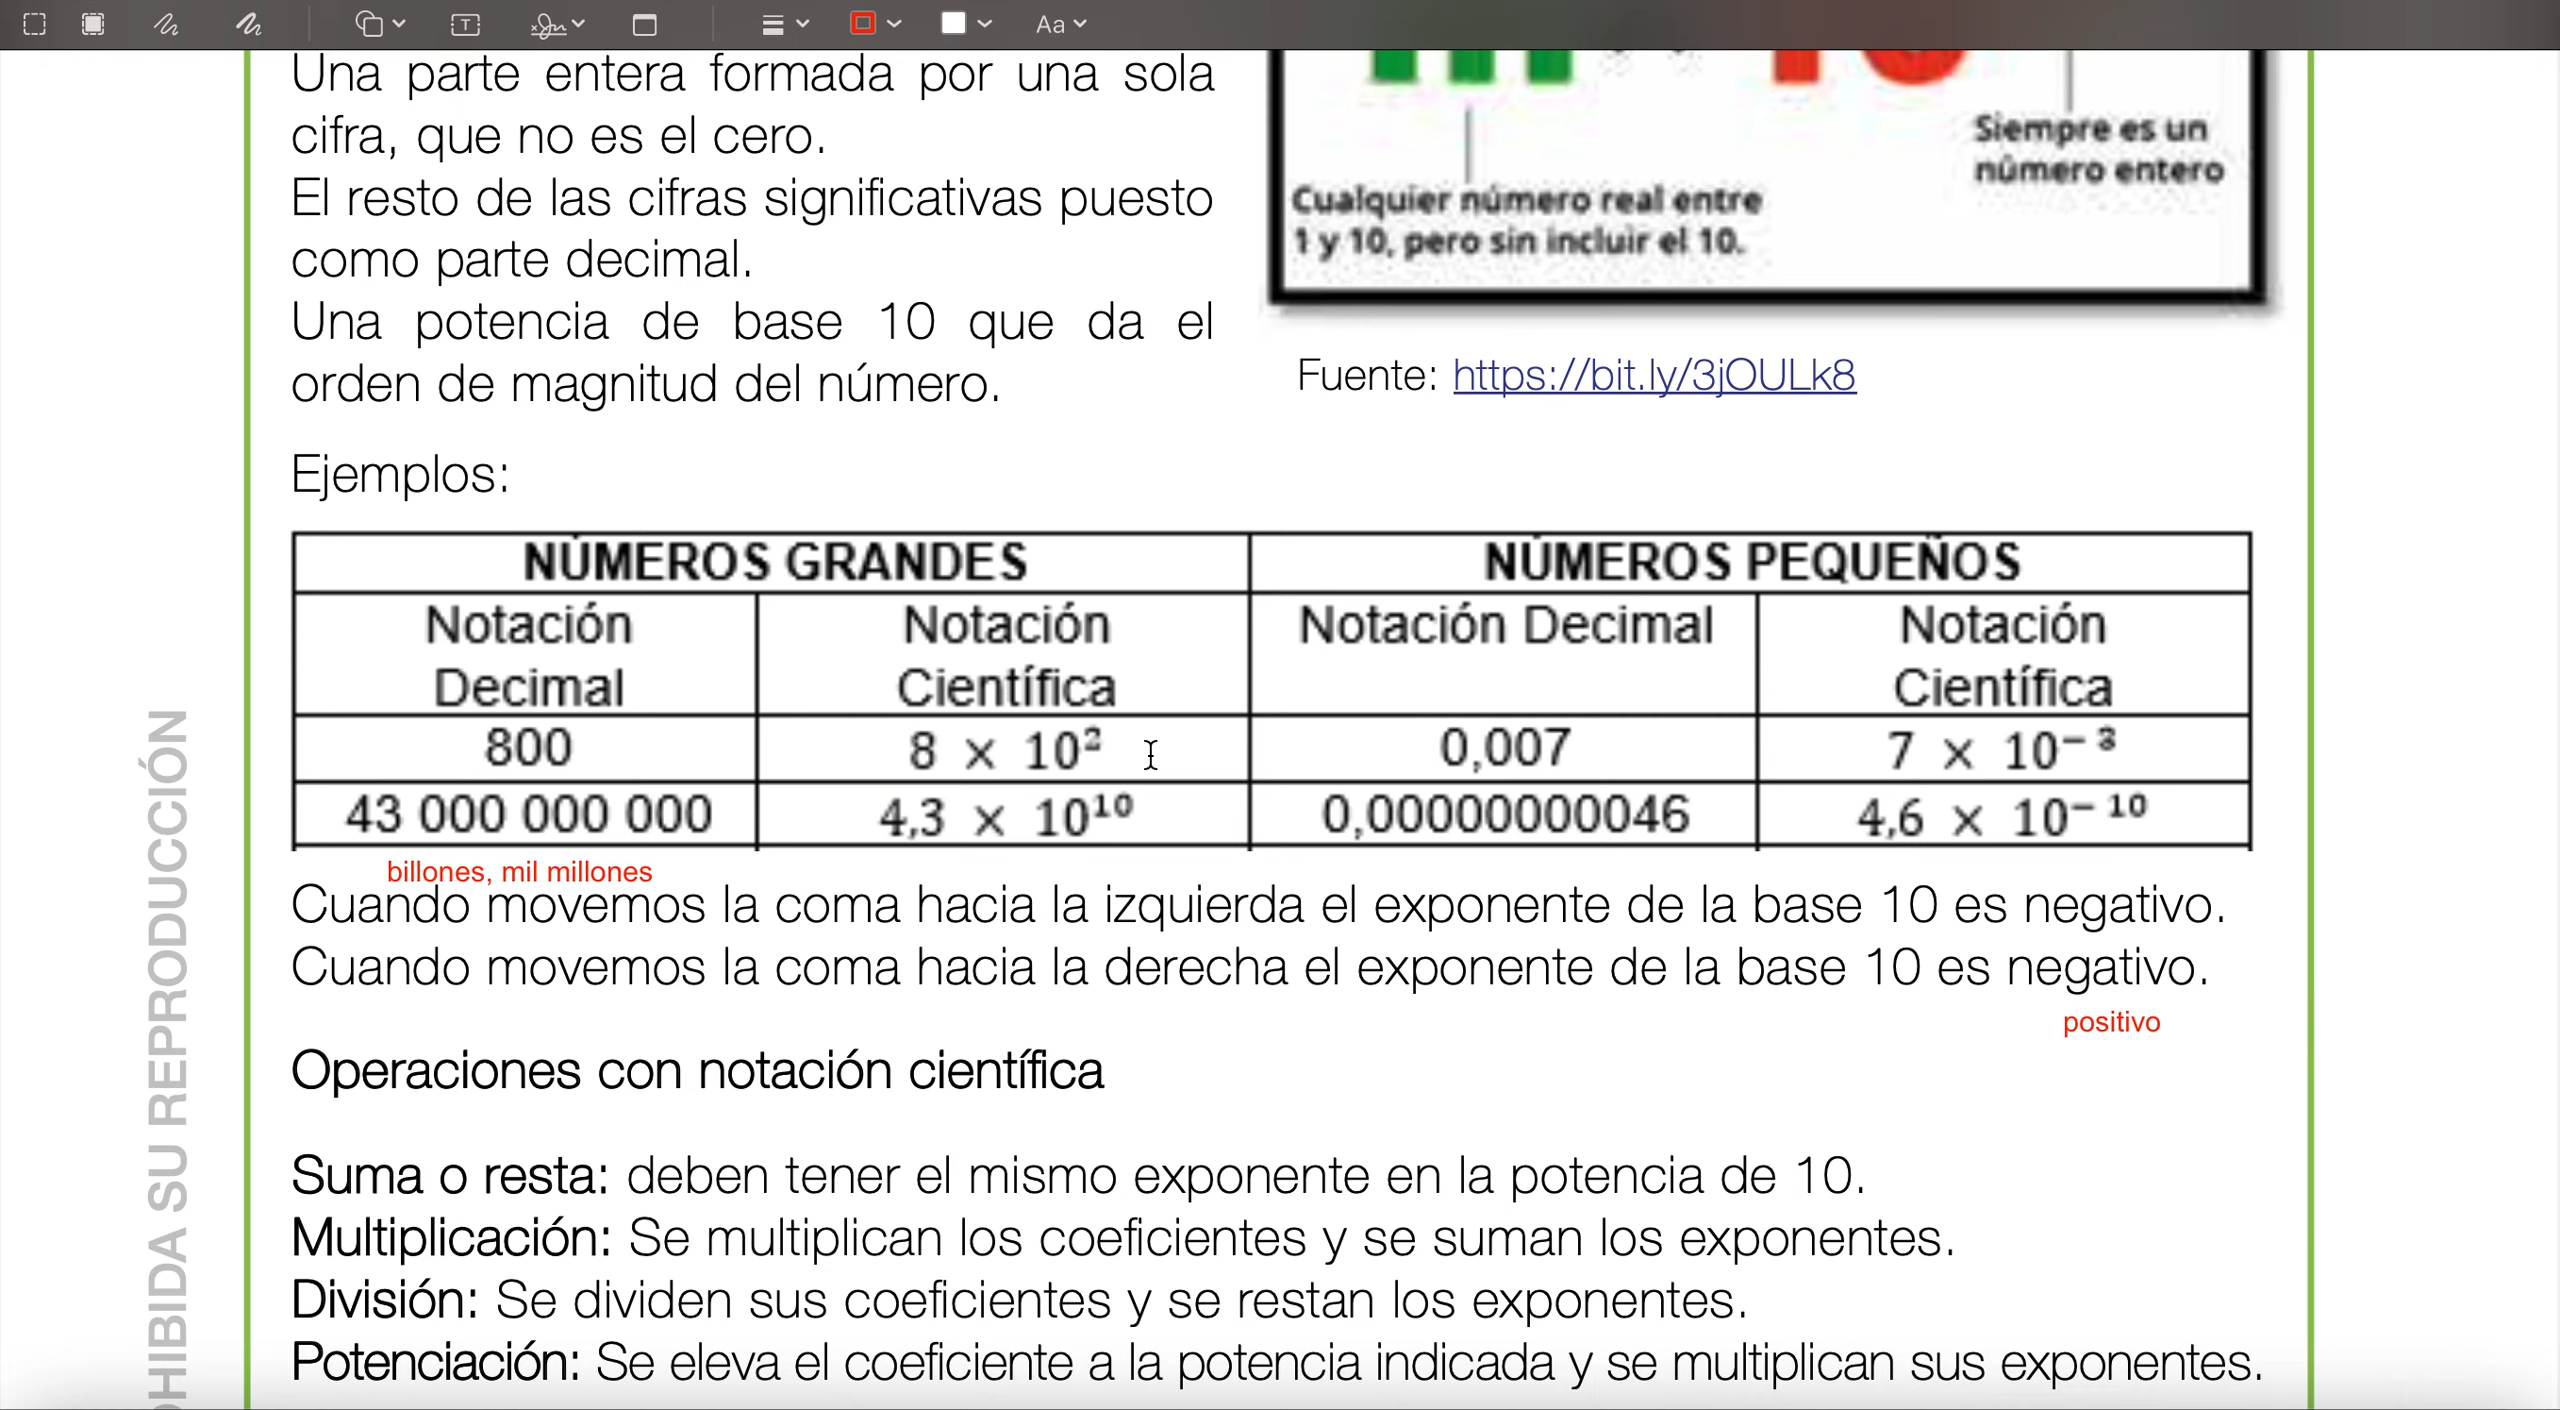 Una parte entera formada por una sola
cifra, que no es el cero.
El resto de las cifras significativas puesto
como parte decimal.
Una potencia de base 10 que da el
orden de magnitud del número.
Siempre es un
número entero
Cualquier número real entre
1 y 10, pero sin incluir el 10.
Fuente: https://bit.ly/3jOULk8
Ejemplos:
NÚMEROS GRANDES NÚMEROS PEQUEÑOS
Notación Decimal Notación Científica Notación Decimal Notación Científica
800 8 × 10² 0,007 7 × 10⁻³
43 000 000 000 4,3 × 10¹⁰ 0,00000000046 4,6 × 10⁻¹⁰
billones, mil millones
Cuando movemos la coma hacia la izquierda el exponente de la base 10 es negativo.
Cuando movemos la coma hacia la derecha el exponente de la base 10 es negativo.
positivo
Operaciones con notación científica
Suma o resta: deben tener el mismo exponente en la potencia de 10.
Multiplicación: Se multiplican los coeficientes y se suman los exponentes.
División: Se dividen sus coeficientes y se restan los exponentes.
Potenciación: Se eleva el coeficiente a la potencia indicada y se multiplican sus exponentes.
OHIBIDA SU REPRODUCCIÓN
Aa